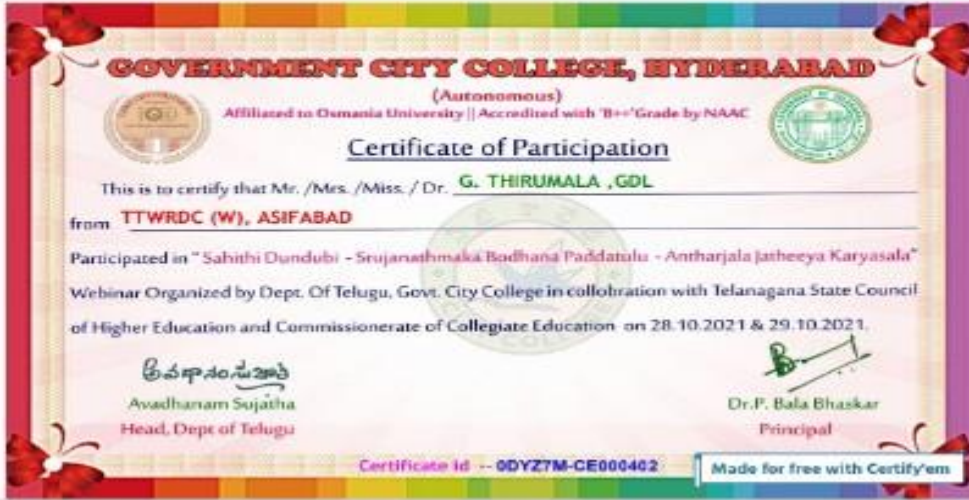 GOVERNMENT CITY COLLEGE, HYDERABAD
(Autonomous)
Affiliated to Osmania University || Accredited with 'B++'Grade by NAAC
Certificate of Participation
This is to certify that Mr. /Mrs. /Miss. / Dr. G. THIRUMALA ,GDL
from TTWRDC (W), ASIFABAD
Participated in "Sahithi Dundubi - Srujanathmaka Bodhana Paddatulu - Antharjala Jatheeya Karyasala"
Webinar Organized by Dept. Of Telugu, Govt. City College in collobration with Telanagana State Council
of Higher Education and Commissionerate of Collegiate Education on 28.10.2021 & 29.10.2021.
అవధానం సుజాత
Avadhanam Sujatha
Head, Dept of Telugu
Dr.P. Bala Bhaskar
Principal
Certificate Id -- 0DYZ7M-CE000402
Made for free with Certify'em